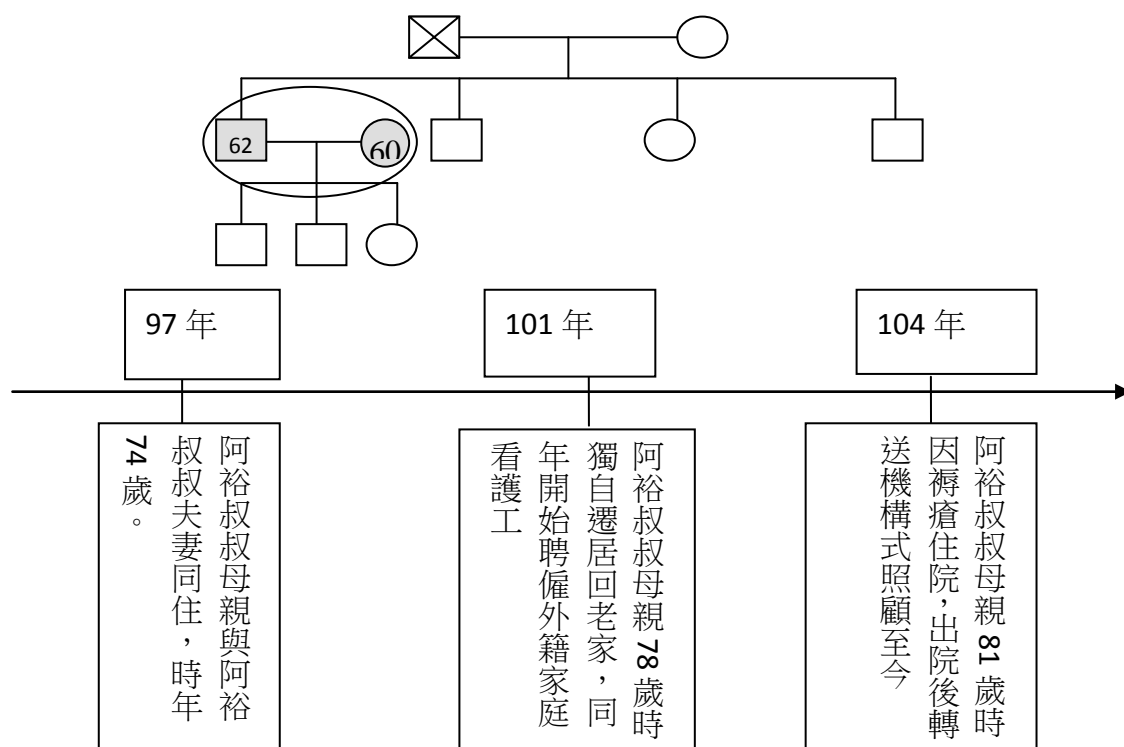 62
60
97 年
101 年
104 年
阿裕叔叔母親與阿裕
叔叔夫妻同住，時年
74 歲。
阿裕叔叔母親 78 歲時
獨自遷居回老家，同
年開始聘僱外籍家庭
看護工
阿裕叔叔母親 81 歲時
因褥瘡住院，出院後轉
送機構式照顧至今